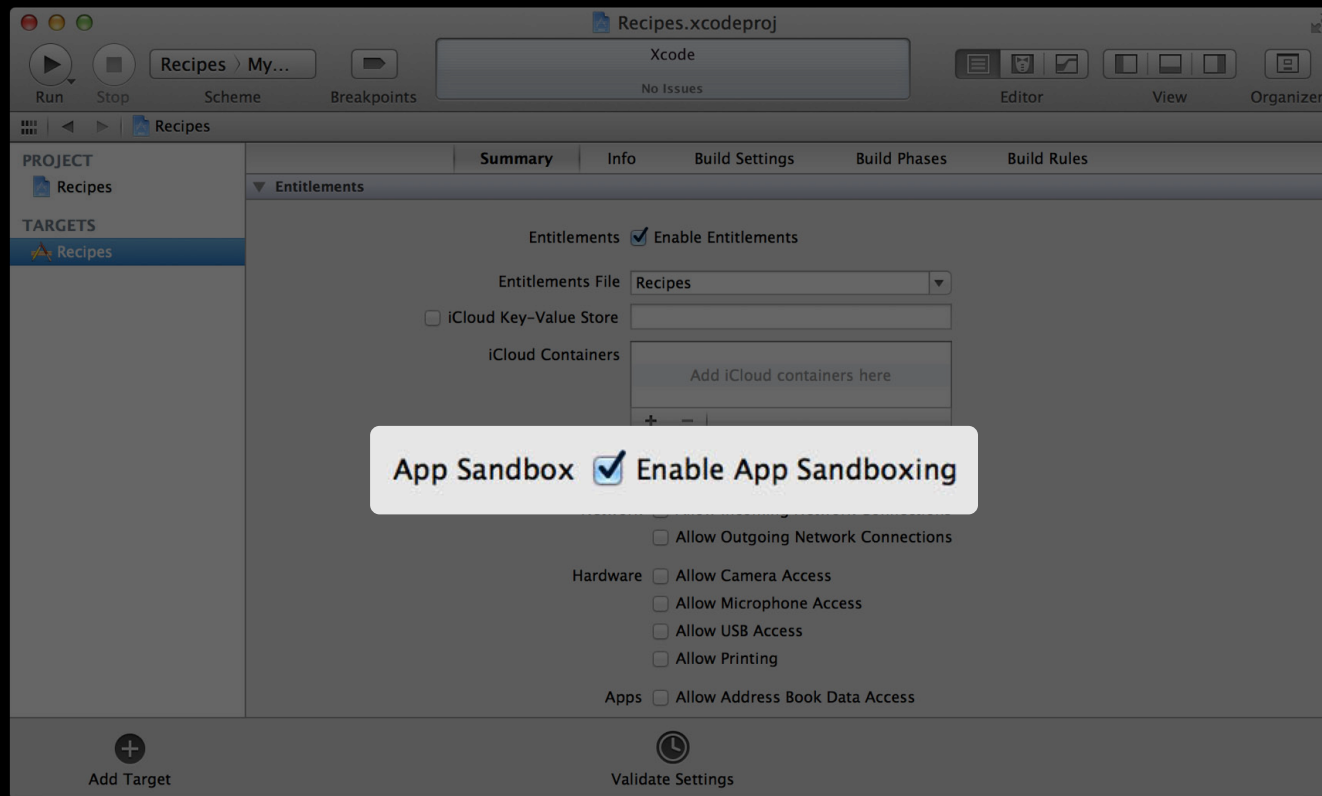 Recipes.xcodeproj
Recipes My...
Xcode
No Issues
Run Stop Scheme Breakpoints Editor View Organizer
Recipes
PROJECT
Recipes
TARGETS
Recipes
Summary Info Build Settings Build Phases Build Rules
Entitlements
Entitlements Enable Entitlements
Entitlements File Recipes
iCloud Key-Value Store
iCloud Containers
Add iCloud containers here
+ −
App Sandbox Enable App Sandboxing
Allow Outgoing Network Connections
Hardware Allow Camera Access
Allow Microphone Access
Allow USB Access
Allow Printing
Apps Allow Address Book Data Access
Add Target Validate Settings